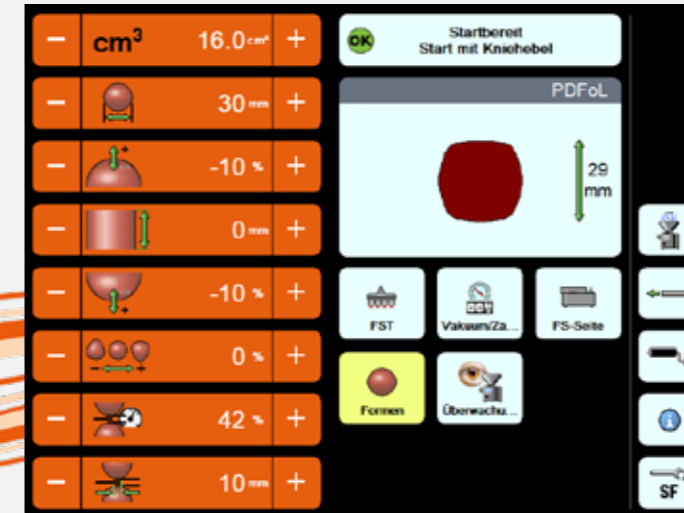 − cm³ 16.0 cm³ +
− 30 mm +
− -10 % +
− 0 mm +
− -10 % +
− 0 % +
− 42 % +
− 10 mm +
OK Startbereit
Start mit Kniehebel
PDFoL
29
mm
FST Vakuum/Za... FS-Seite
Formen Überwachu...
SF